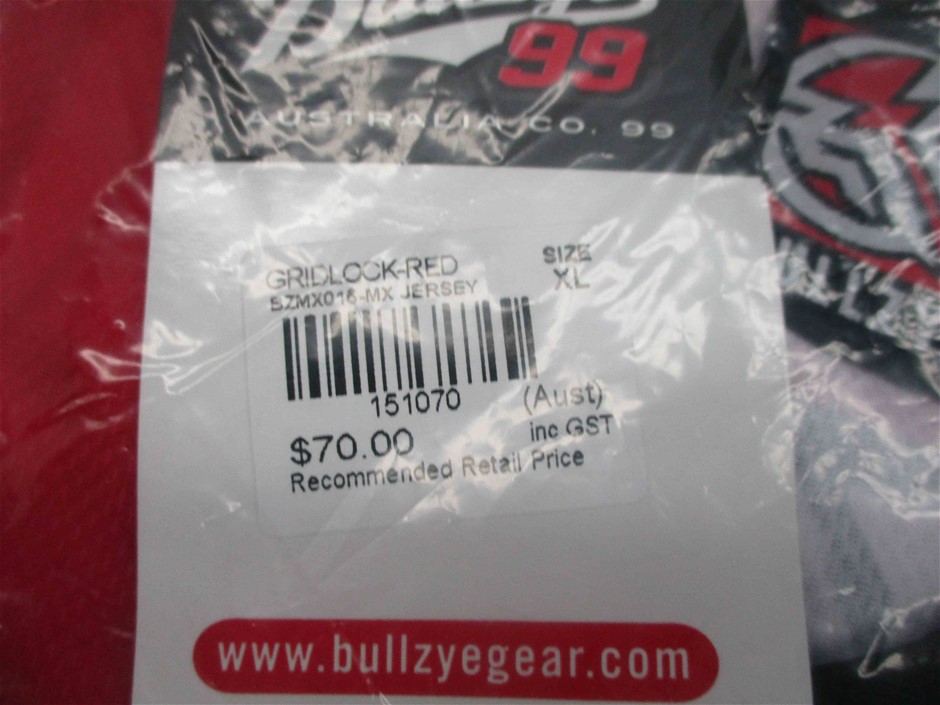 99
AUSTRALIA CO. 99
GRIDLOCK-RED
SIZE
BZMX016-MX JERSEY
XL
151070
(Aust)
$70.00
inc GST
Recommended Retail Price
www.bullzyegear.com